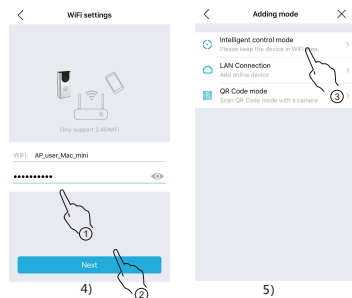 WiFi settings
Only support 2.4GWIFI
WIFI: AP_user_Mac_mini
••••••••••
1
Next
2
4)
Adding mode
Intelligent control mode
Please keep the device in WiFi area.
LAN Connection
Add online device
QR Code mode
Scan QR Code mode with a camera
3
5)